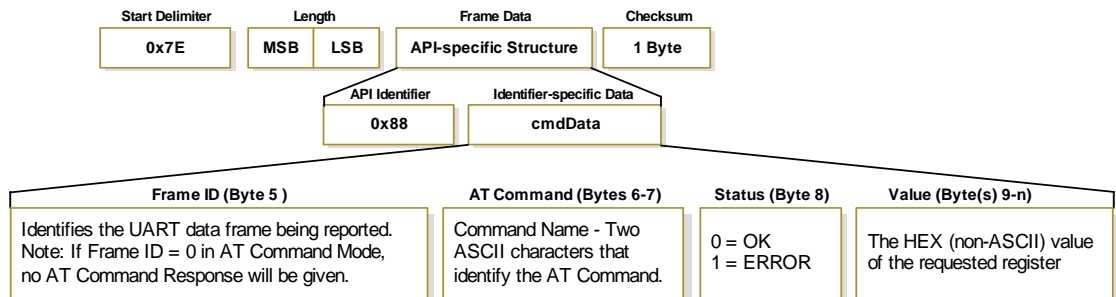 Start Delimiter Length Frame Data Checksum
0x7E MSB LSB API-specific Structure 1 Byte
API Identifier Identifier-specific Data
0x88 cmdData
Frame ID (Byte 5 )
Identifies the UART data frame being reported.
Note: If Frame ID = 0 in AT Command Mode,
no AT Command Response will be given.
AT Command (Bytes 6-7)
Command Name - Two
ASCII characters that
identify the AT Command.
Status (Byte 8)
0 = OK
1 = ERROR
Value (Byte(s) 9-n)
The HEX (non-ASCII) value
of the requested register